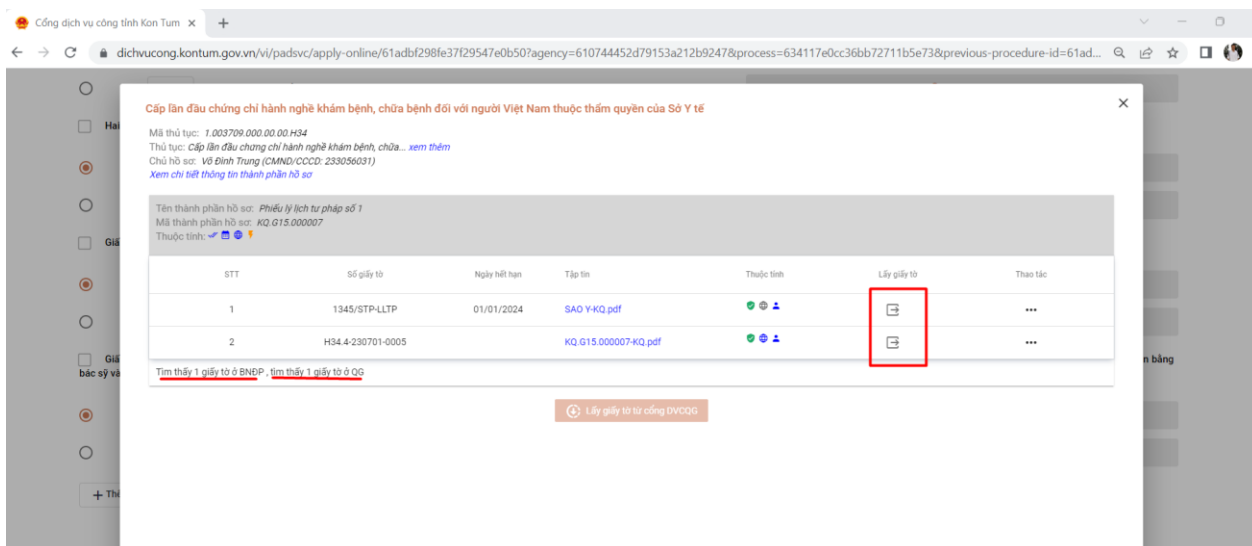 Cổng dịch vụ công tỉnh Kon Tum
dichvucong.kontum.gov.vn/vi/padsvc/apply-online/61adbf298fe37f29547e0b50?agency=610744452d79153a212b9247&process=634117e0cc36bb72711b5e73&previous-procedure-id=61ad...
Cấp lần đầu chứng chỉ hành nghề khám bệnh, chữa bệnh đối với người Việt Nam thuộc thẩm quyền của Sở Y tế
Mã thủ tục: 1.003709.000.00.00.H34
Thủ tục: Cấp lần đầu chưng chỉ hành nghề khám bệnh, chữa... xem thêm
Chủ hồ sơ: Võ Đình Trung (CMND/CCCD: 233056031)
Xem chi tiết thông tin thành phần hồ sơ
Tên thành phần hồ sơ: Phiếu lý lịch tư pháp số 1
Mã thành phần hồ sơ: KQ.G15.000007
Thuộc tính:
STT Số giấy tờ Ngày hết hạn Tập tin Thuộc tính Lấy giấy tờ Thao tác
1 1345/STP-LLTP 01/01/2024 SAO Y-KQ.pdf
2 H34.4-230701-0005 KQ.G15.000007-KQ.pdf
Tìm thấy 1 giấy tờ ở BNĐP , tìm thấy 1 giấy tờ ở QG
Lấy giấy tờ từ cổng DVCQG
Hai
Giấ
Giấ
n bằng
bác sỹ và
+ Thê